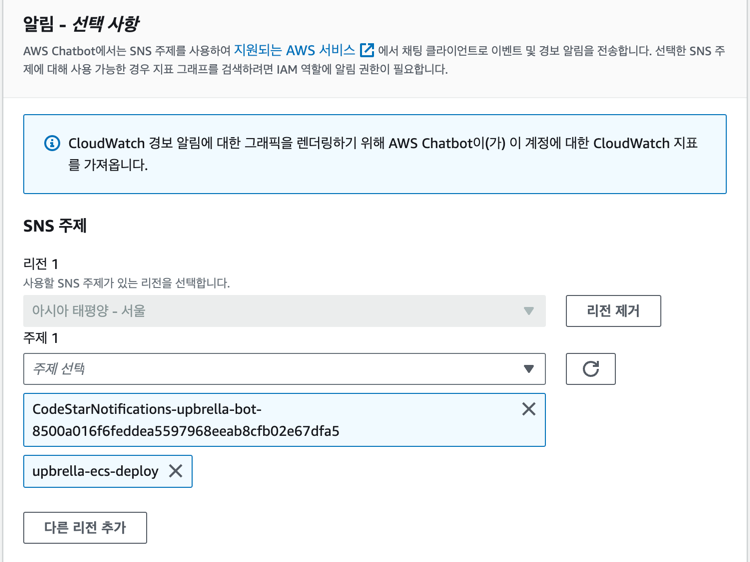 알림 - 선택 사항
AWS Chatbot에서는 SNS 주제를 사용하여 지원되는 AWS 서비스 에서 채팅 클라이언트로 이벤트 및 경보 알림을 전송합니다. 선택한 SNS 주
제에 대해 사용 가능한 경우 지표 그래프를 검색하려면 IAM 역할에 알림 권한이 필요합니다.
CloudWatch 경보 알림에 대한 그래픽을 렌더링하기 위해 AWS Chatbot이(가) 이 계정에 대한 CloudWatch 지표
를 가져옵니다.
SNS 주제
리전 1
사용할 SNS 주제가 있는 리전을 선택합니다.
아시아 태평양 - 서울
리전 제거
주제 1
주제 선택
CodeStarNotifications-upbrella-bot-
8500a016f6feddea5597968eeab8cfb02e67dfa5
upbrella-ecs-deploy
다른 리전 추가